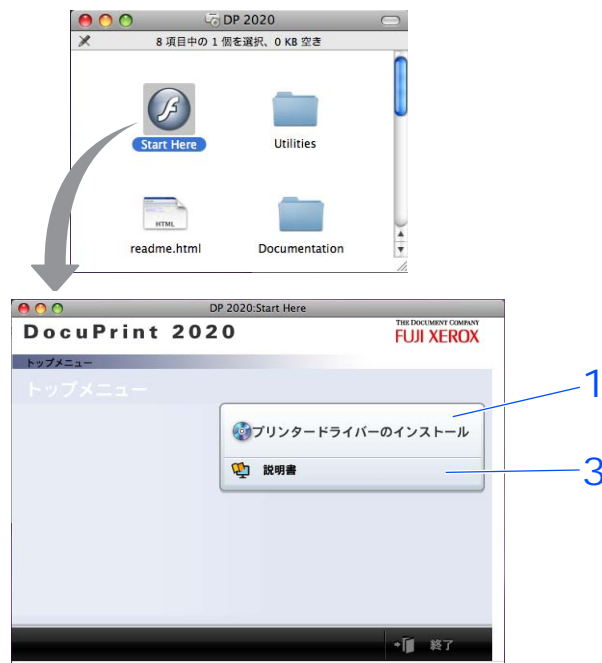 DP 2020
8 項目中の 1 個を選択、0 KB 空き
Start Here
Utilities
HTML
readme.html
Documentation
DP 2020:Start Here
DocuPrint 2020
THE DOCUMENT COMPANY
FUJI XEROX
トップメニュー
トップメニュー
プリンタードライバーのインストール
1
説明書
3
終了